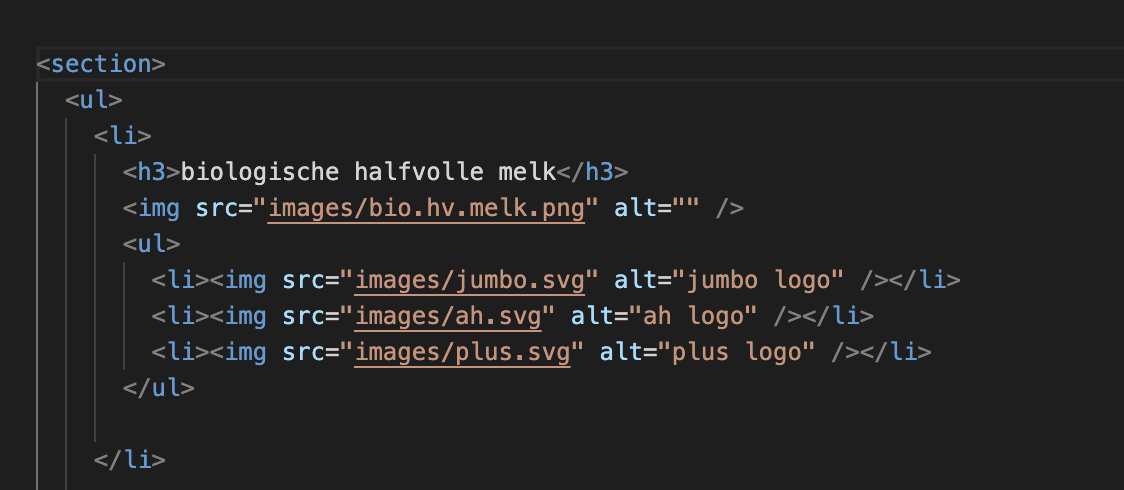 <section>
<ul>
<li>
<h3>biologische halfvolle melk</h3>
<img src="images/bio.hv.melk.png" alt="" />
<ul>
<li><img src="images/jumbo.svg" alt="jumbo logo" /></li>
<li><img src="images/ah.svg" alt="ah logo" /></li>
<li><img src="images/plus.svg" alt="plus logo" /></li>
</ul>
</li>